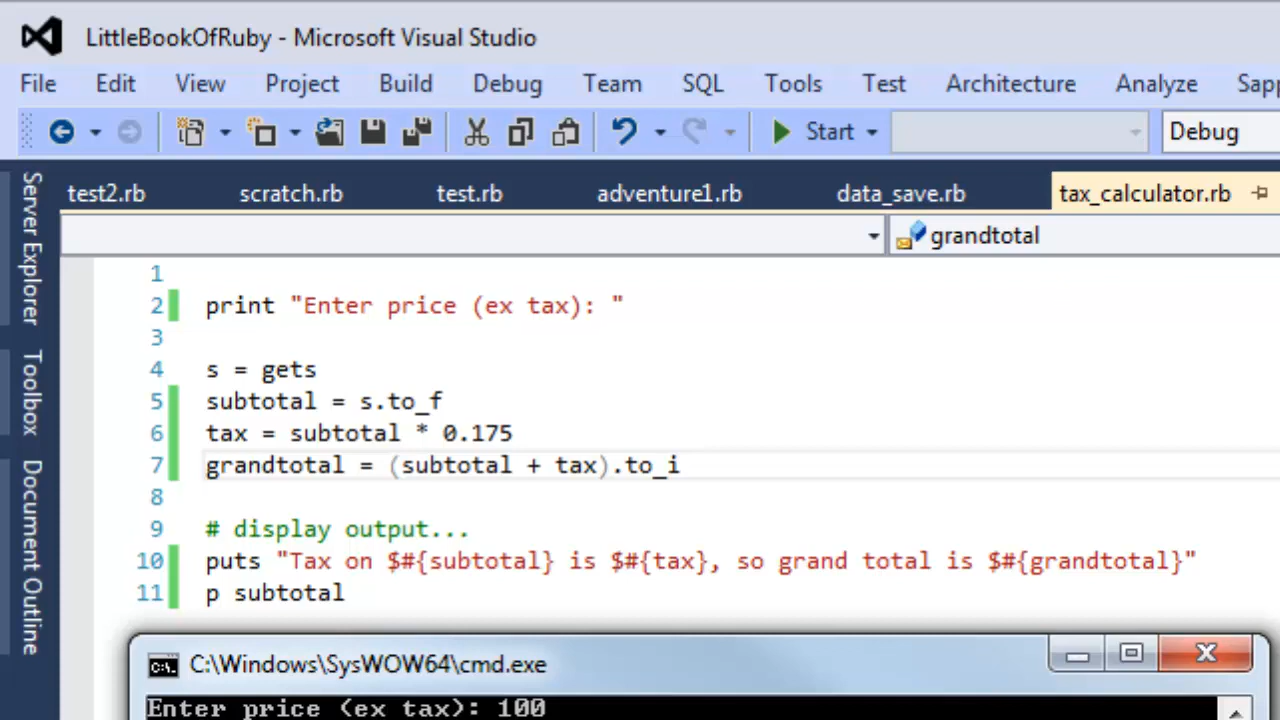 LittleBookOfRuby - Microsoft Visual Studio
File Edit View Project Build Debug Team SQL Tools Test Architecture Analyze Sapp
Start Debug
test2.rb scratch.rb test.rb adventure1.rb data_save.rb tax_calculator.rb
grandtotal
Server Explorer
Toolbox
Document Outline
1
2 print "Enter price (ex tax): "
3
4 s = gets
5 subtotal = s.to_f
6 tax = subtotal * 0.175
7 grandtotal = (subtotal + tax).to_i
8
9 # display output...
10 puts "Tax on $#{subtotal} is $#{tax}, so grand total is $#{grandtotal}"
11 p subtotal
C:\Windows\SysWOW64\cmd.exe
Enter price (ex tax): 100